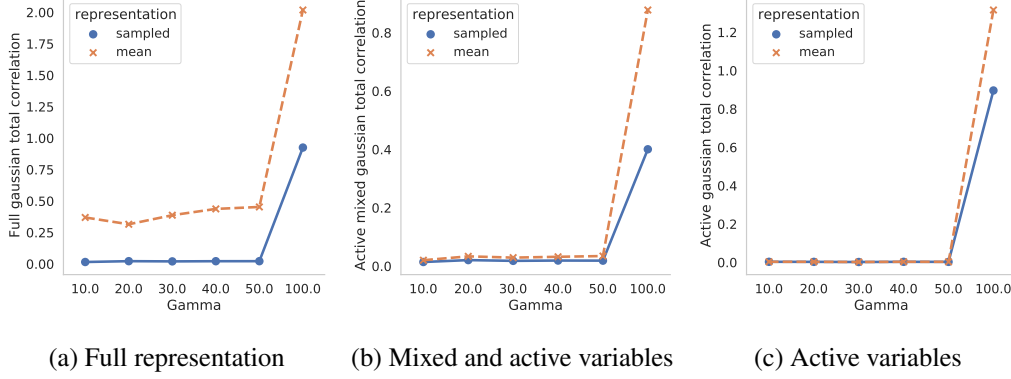 Full gaussian total correlation
2.00
1.75
1.50
1.25
1.00
0.75
0.50
0.25
0.00
representation
sampled
mean
10.0 20.0 30.0 40.0 50.0 100.0
Gamma
(a) Full representation
Active mixed gaussian total correlation
0.8
0.6
0.4
0.2
0.0
representation
sampled
mean
10.0 20.0 30.0 40.0 50.0 100.0
Gamma
(b) Mixed and active variables
Active gaussian total correlation
1.2
1.0
0.8
0.6
0.4
0.2
0.0
representation
sampled
mean
10.0 20.0 30.0 40.0 50.0 100.0
Gamma
(c) Active variables